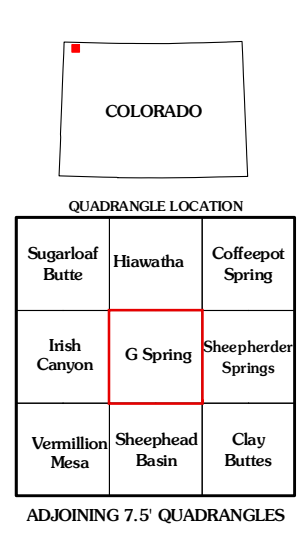 COLORADO
QUADRANGLE LOCATION
Sugarloaf
Butte
Hiawatha
Coffeepot
Spring
Irish
Canyon
G Spring
Sheepherder
Springs
Vermillion
Mesa
Sheephead
Basin
Clay
Buttes
ADJOINING 7.5' QUADRANGLES